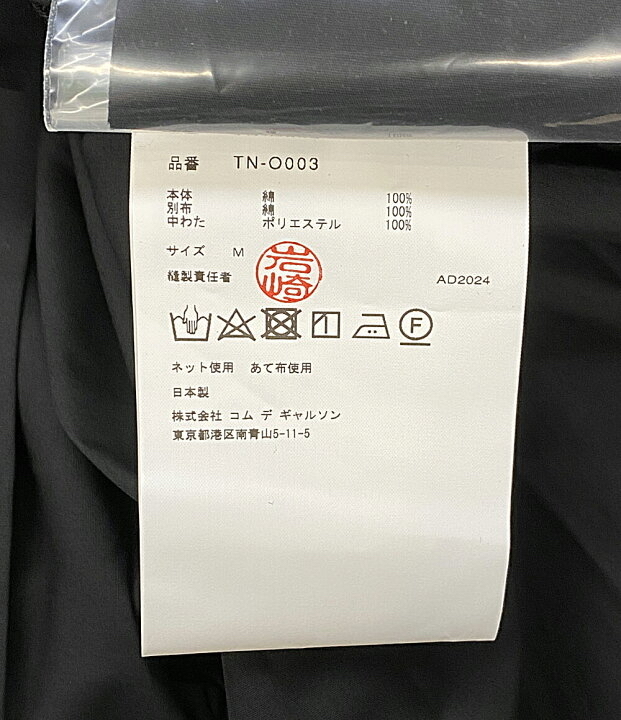 品番 TN-O003
本体 綿 100%
別布 綿 100%
中わた ポリエステル 100%
サイズ M
縫製責任者 岩崎 AD2024
F
ネット使用 あて布使用
日本製
株式会社 コム デ ギャルソン
東京都港区南青山5-11-5